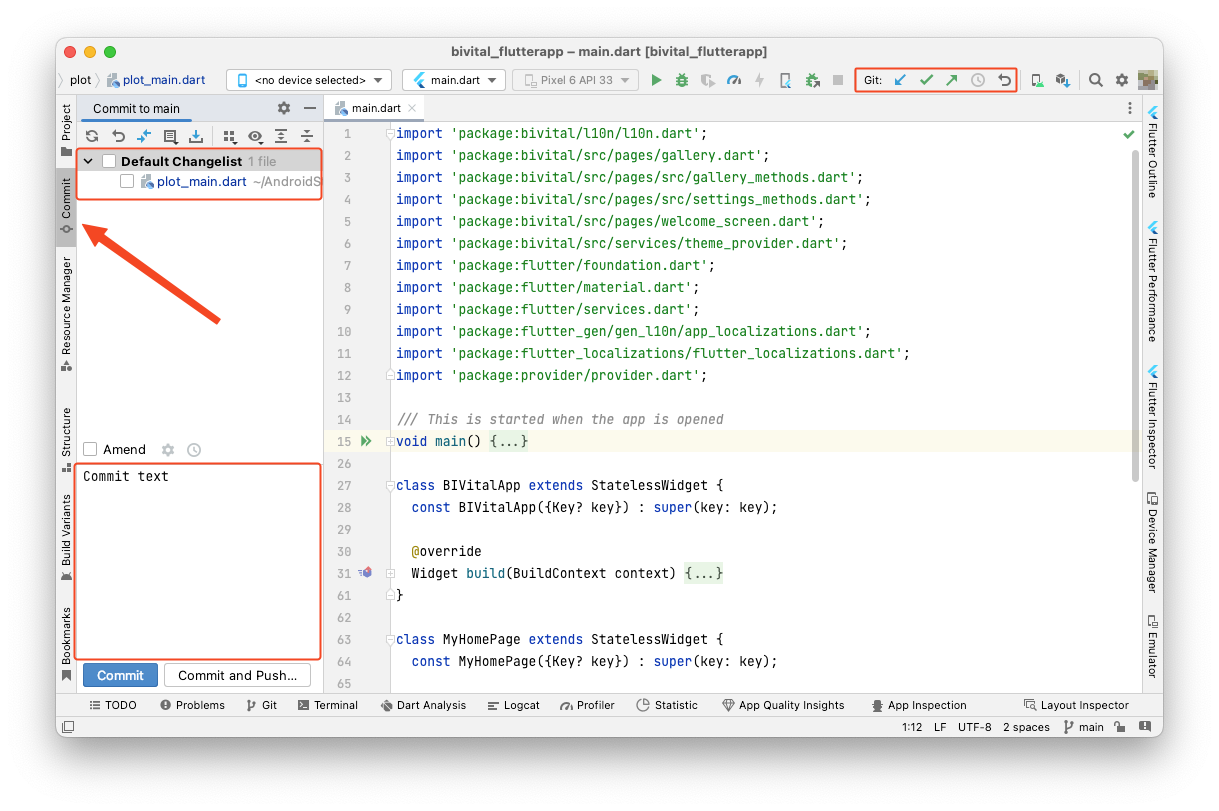 bivital_flutterapp – main.dart [bivital_flutterapp]
plot
plot_main.dart
<no device selected>
main.dart
Pixel 6 API 33
Git:
Project
Commit
Resource Manager
Structure
Build Variants
Bookmarks
Commit to main
Default Changelist 1 file
plot_main.dart ~/AndroidS
Amend
Commit text
Commit
Commit and Push...
main.dart
1 import 'package:bivital/l10n/l10n.dart';
2 import 'package:bivital/src/pages/gallery.dart';
3 import 'package:bivital/src/pages/src/gallery_methods.dart';
4 import 'package:bivital/src/pages/src/settings_methods.dart';
5 import 'package:bivital/src/pages/welcome_screen.dart';
6 import 'package:bivital/src/services/theme_provider.dart';
7 import 'package:flutter/foundation.dart';
8 import 'package:flutter/material.dart';
9 import 'package:flutter/services.dart';
10 import 'package:flutter_gen/gen_l10n/app_localizations.dart';
11 import 'package:flutter_localizations/flutter_localizations.dart';
12 import 'package:provider/provider.dart';
13
14 /// This is started when the app is opened
15 void main() {...}
26
27 class BIVitalApp extends StatelessWidget {
28 const BIVitalApp({Key? key}) : super(key: key);
29
30 @override
31 Widget build(BuildContext context) {...}
61 }
62
63 class MyHomePage extends StatelessWidget {
64 const MyHomePage({Key? key}) : super(key: key);
65
Flutter Outline
Flutter Performance
Flutter Inspector
Device Manager
Emulator
TODO
Problems
Git
Terminal
Dart Analysis
Logcat
Profiler
Statistic
App Quality Insights
App Inspection
Layout Inspector
1:12 LF UTF-8 2 spaces main